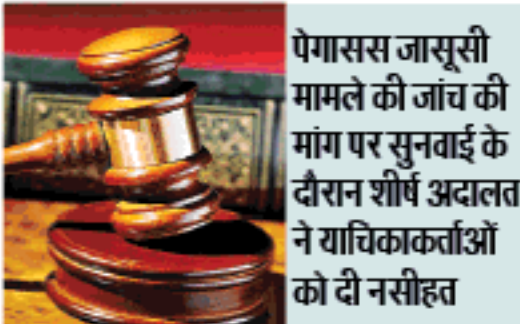 पेगासस जासूसी
मामले की जांच की
मांग पर सुनवाई के
दौरान शीर्ष अदालत
ने याचिकाकर्ताओं
को दी नसीहत